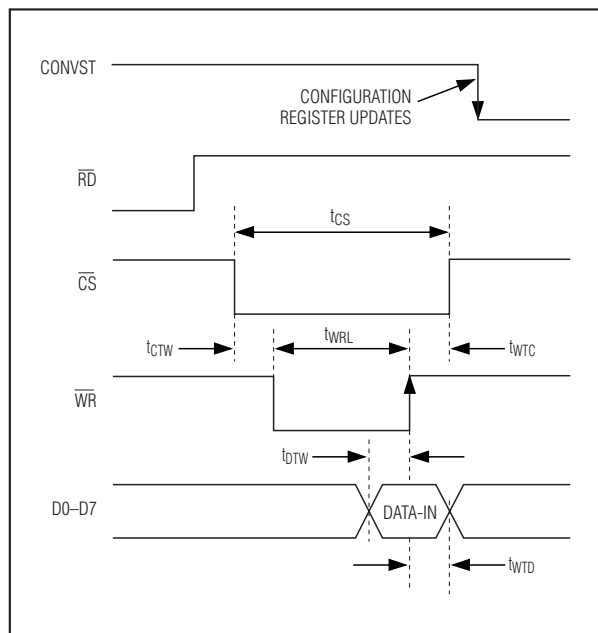 CONVST
CONFIGURATION
REGISTER UPDATES
RD
tCS
CS
tCTW
tWRL
tWTC
WR
tDTW
D0–D7
DATA-IN
tWTD